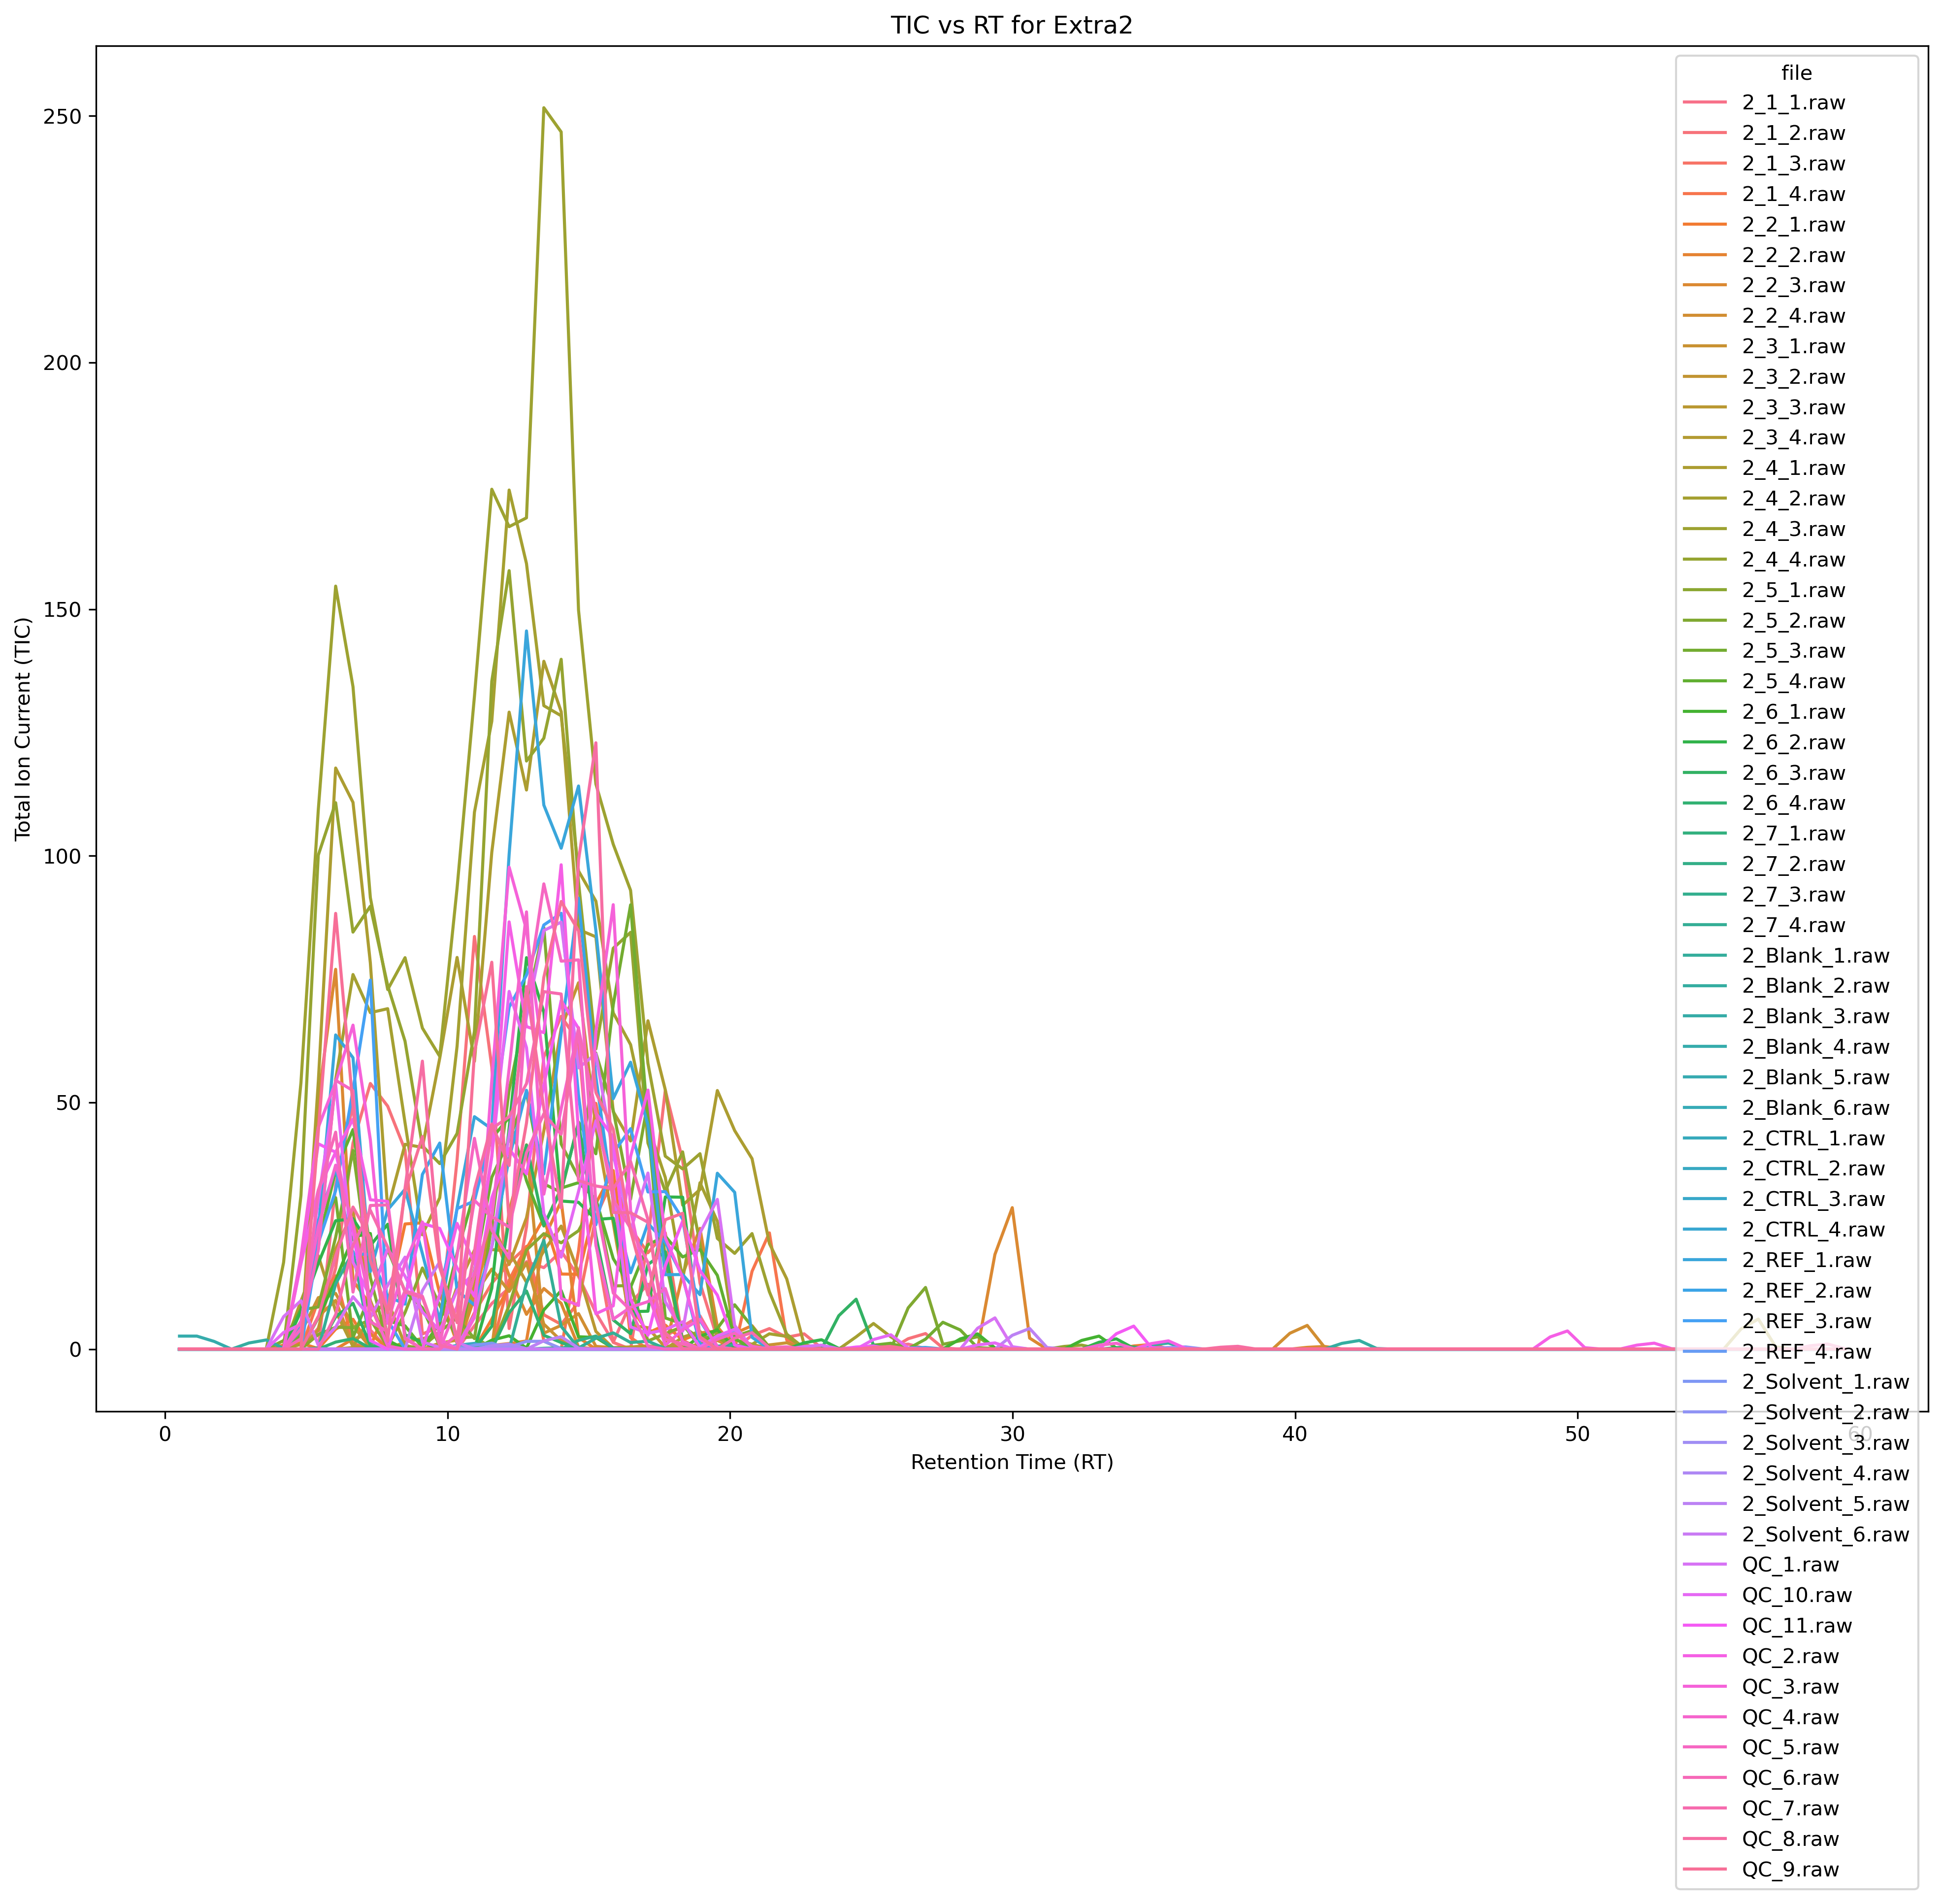 TIC vs RT for Extra2
250
200
150
100
50
0
Total Ion Current (TIC)
0
10
20
30
40
50
60
Retention Time (RT)
file
2_1_1.raw
2_1_2.raw
2_1_3.raw
2_1_4.raw
2_2_1.raw
2_2_2.raw
2_2_3.raw
2_2_4.raw
2_3_1.raw
2_3_2.raw
2_3_3.raw
2_3_4.raw
2_4_1.raw
2_4_2.raw
2_4_3.raw
2_4_4.raw
2_5_1.raw
2_5_2.raw
2_5_3.raw
2_5_4.raw
2_6_1.raw
2_6_2.raw
2_6_3.raw
2_6_4.raw
2_7_1.raw
2_7_2.raw
2_7_3.raw
2_7_4.raw
2_Blank_1.raw
2_Blank_2.raw
2_Blank_3.raw
2_Blank_4.raw
2_Blank_5.raw
2_Blank_6.raw
2_CTRL_1.raw
2_CTRL_2.raw
2_CTRL_3.raw
2_CTRL_4.raw
2_REF_1.raw
2_REF_2.raw
2_REF_3.raw
2_REF_4.raw
2_Solvent_1.raw
2_Solvent_2.raw
2_Solvent_3.raw
2_Solvent_4.raw
2_Solvent_5.raw
2_Solvent_6.raw
QC_1.raw
QC_10.raw
QC_11.raw
QC_2.raw
QC_3.raw
QC_4.raw
QC_5.raw
QC_6.raw
QC_7.raw
QC_8.raw
QC_9.raw